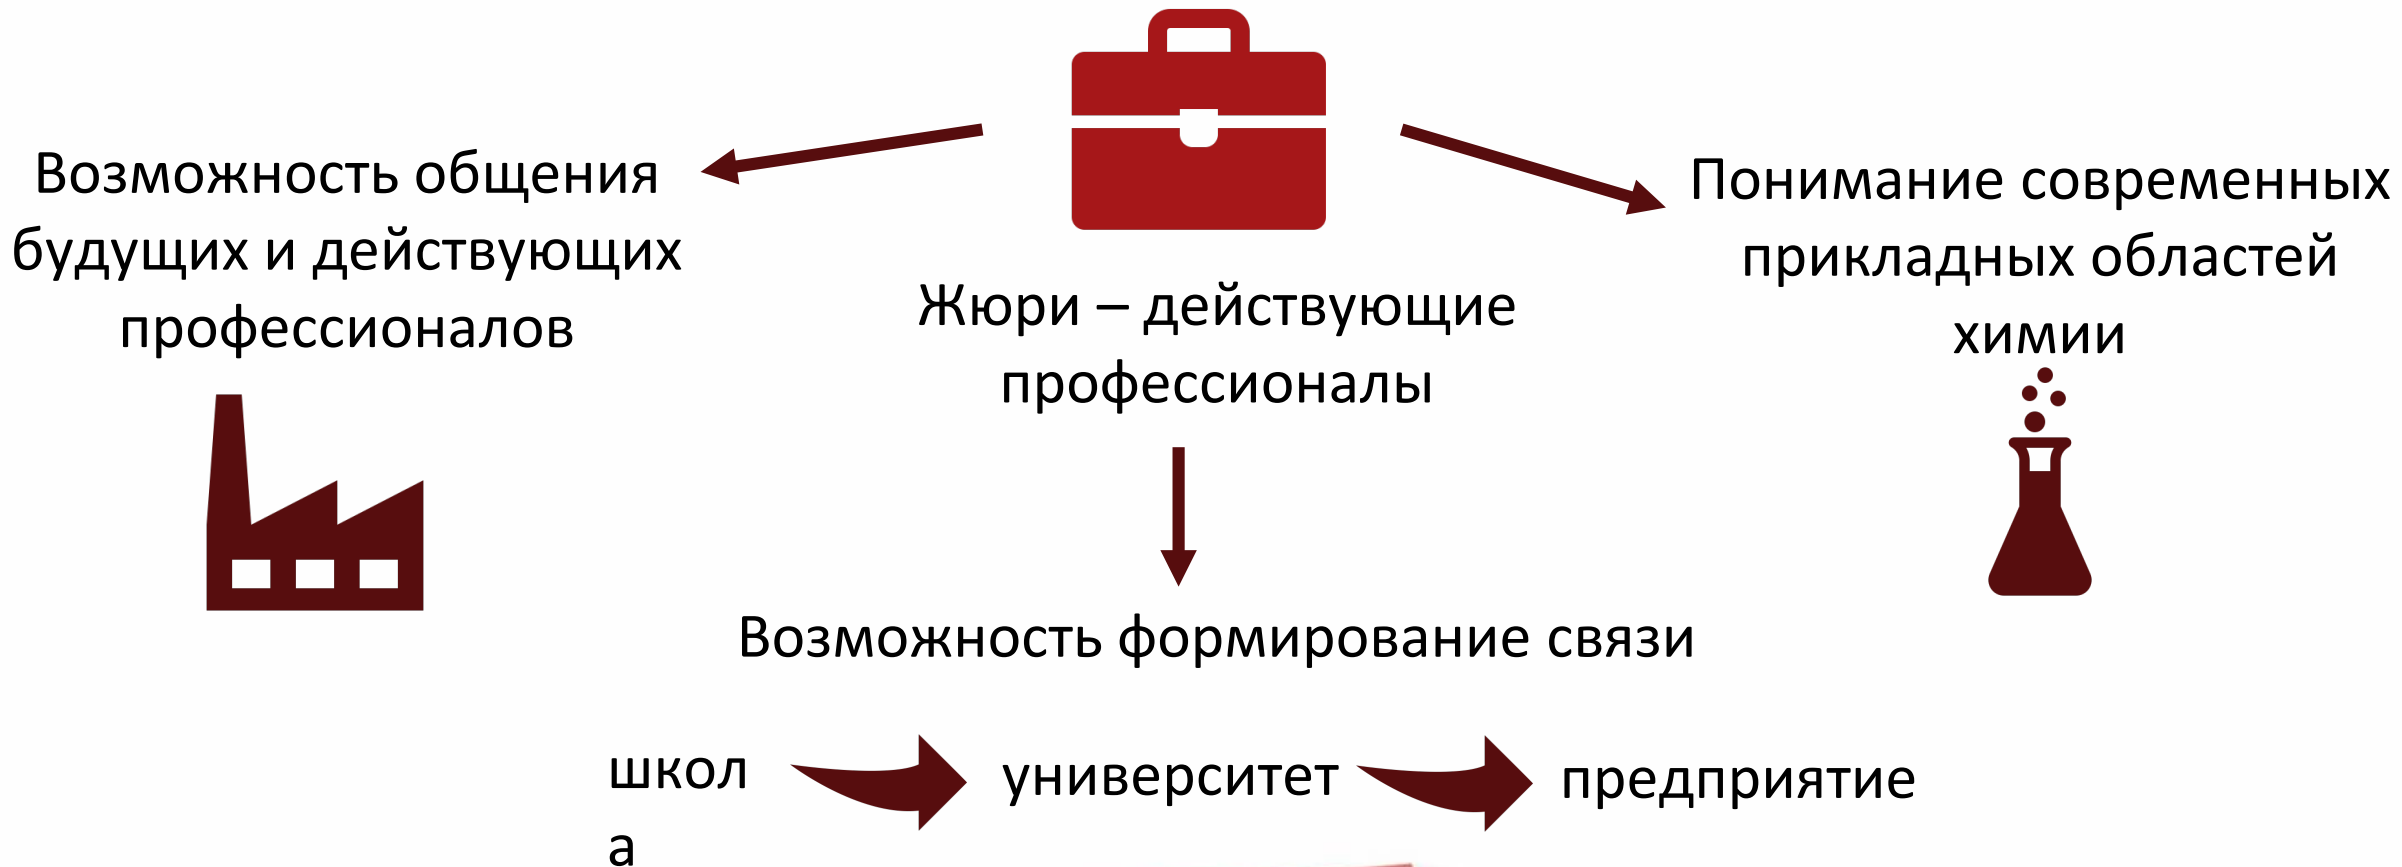 Возможность общения
будущих и действующих
профессионалов
Жюри – действующие
профессионалы
Понимание современных
прикладных областей
химии
Возможность формирование связи
школ
а
университет
предприятие